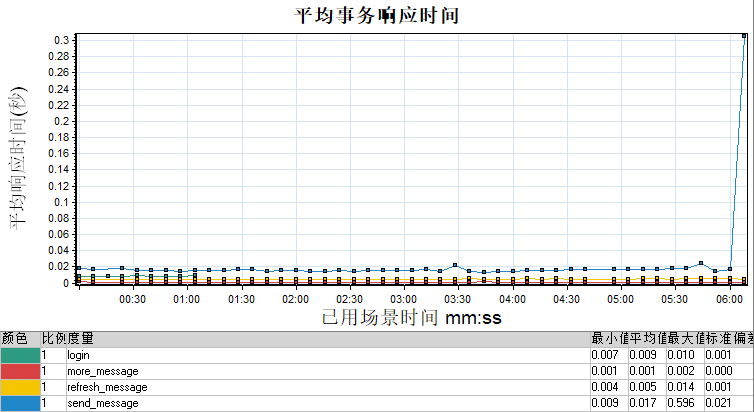 平均事务响应时间
平均响应时间(秒)
0.3
0.28
0.26
0.24
0.22
0.2
0.18
0.16
0.14
0.12
0.1
0.08
0.06
0.04
0.02
0
00:30 01:00 01:30 02:00 02:30 03:00 03:30 04:00 04:30 05:00 05:30 06:00
已用场景时间 mm:ss
颜色 比例 度量 最小值 平均值 最大值 标准偏差
1 login 0.007 0.009 0.010 0.001
1 more_message 0.001 0.001 0.002 0.000
1 refresh_message 0.004 0.005 0.014 0.001
1 send_message 0.009 0.017 0.596 0.021